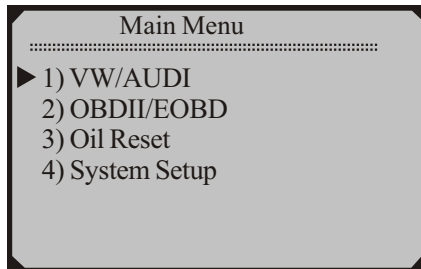 Main Menu
1) VW/AUDI
2) OBDII/EOBD
3) Oil Reset
4) System Setup